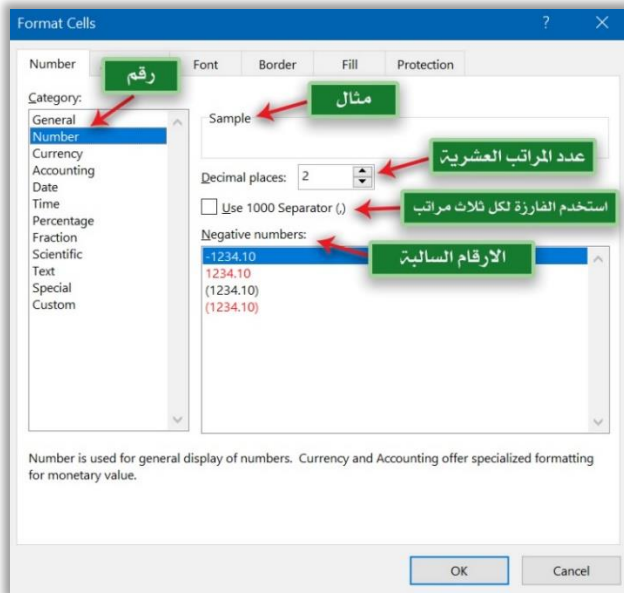 Format Cells
Number Font Border Fill Protection
رقم
Category:
General
Number
Currency
Accounting
Date
Time
Percentage
Fraction
Scientific
Text
Special
Custom
Sample
مثال
Decimal places: 2
عدد المراتب العشرية
Use 1000 Separator (,)
استخدم الفارزة لكل ثلاث مراتب
Negative numbers:
الارقام السالبة
-1234.10
1234.10
(1234.10)
(1234.10)
Number is used for general display of numbers. Currency and Accounting offer specialized formatting
for monetary value.
OK Cancel